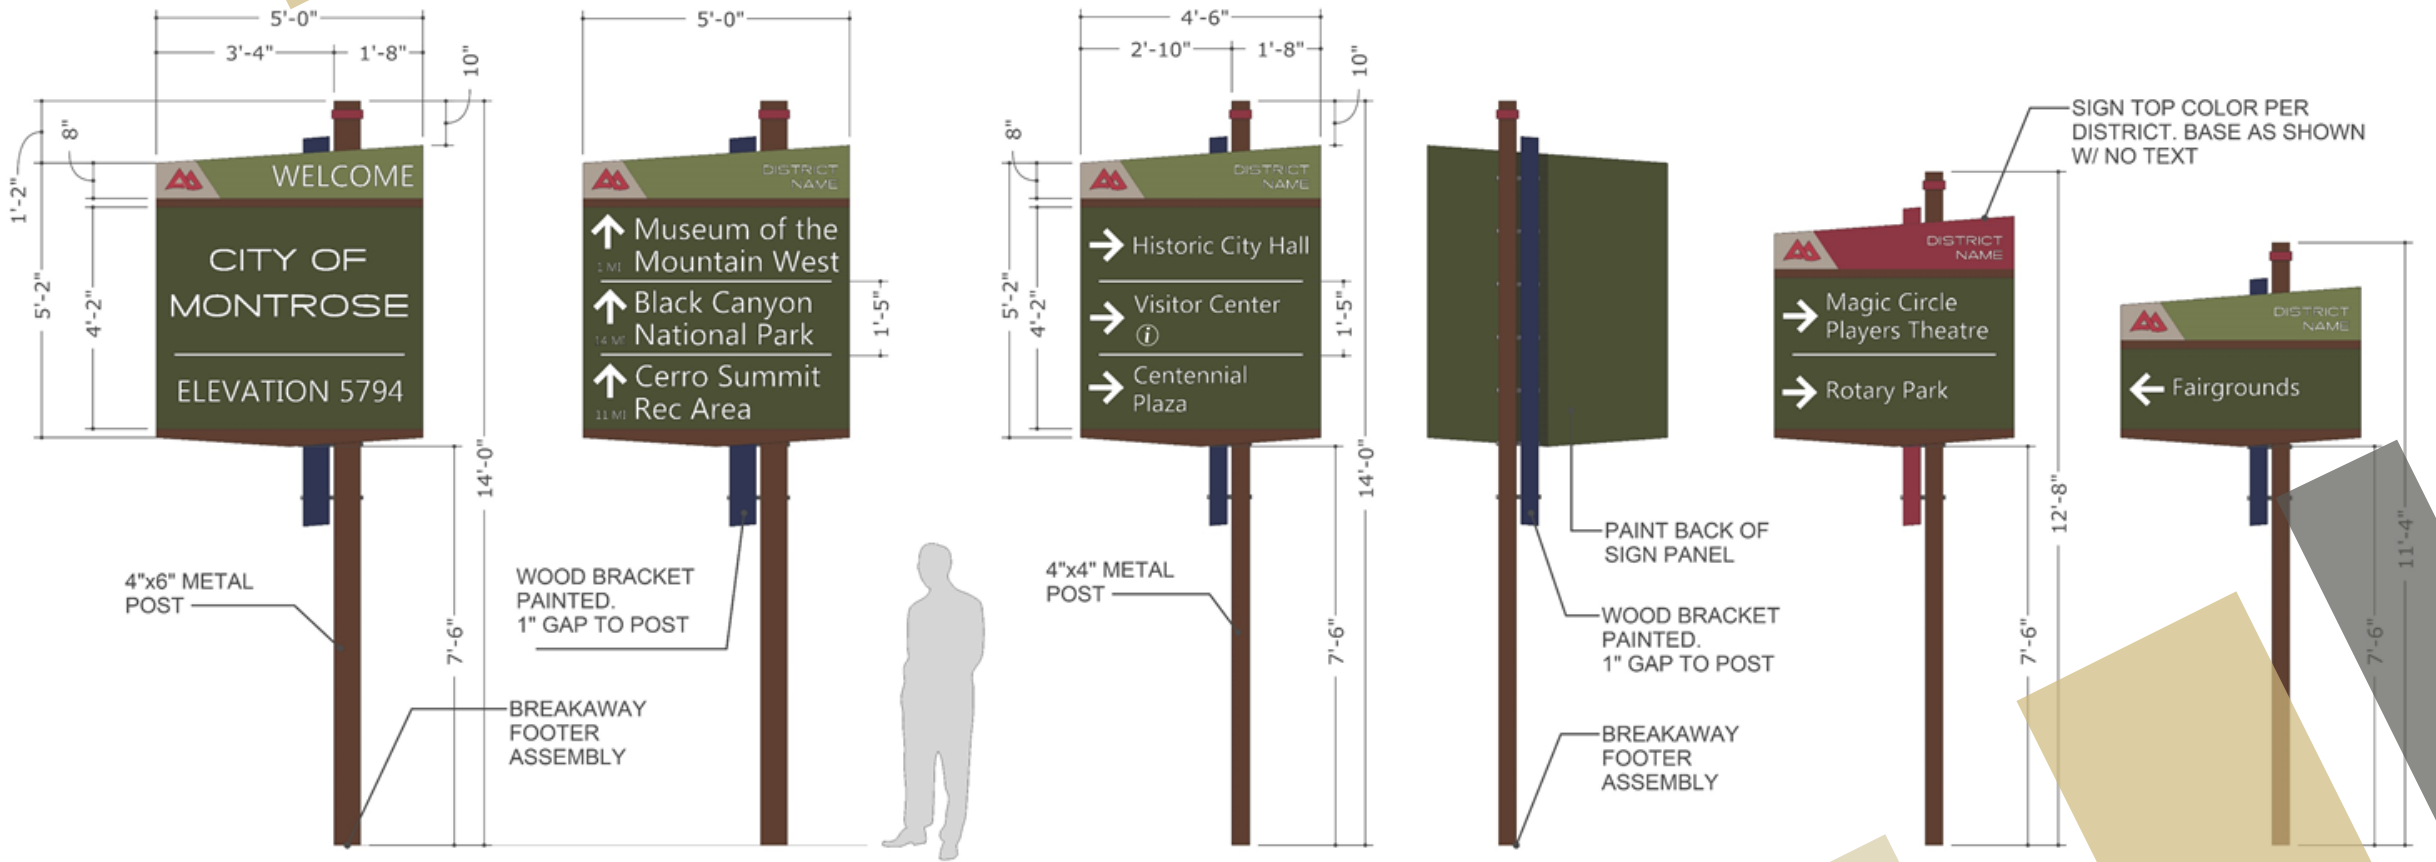 5'-0"
3'-4"
1'-8"
10"
1'-2"
8"
5'-2"
4'-2"
WELCOME
CITY OF
MONTROSE
ELEVATION 5794
14'-0"
7'-6"
4"x6" METAL
POST
BREAKAWAY
FOOTER
ASSEMBLY
5'-0"
DISTRICT
NAME
Museum of the
1 MI Mountain West
Black Canyon
14 MI National Park
Cerro Summit
11 MI Rec Area
1'-5"
WOOD BRACKET
PAINTED.
1" GAP TO POST
4'-6"
2'-10"
1'-8"
10"
8"
5'-2"
4'-2"
DISTRICT
NAME
Historic City Hall
Visitor Center
i
Centennial
Plaza
1'-5"
14'-0"
7'-6"
4"x4" METAL
POST
PAINT BACK OF
SIGN PANEL
WOOD BRACKET
PAINTED.
1" GAP TO POST
BREAKAWAY
FOOTER
ASSEMBLY
SIGN TOP COLOR PER
DISTRICT. BASE AS SHOWN
W/ NO TEXT
DISTRICT
NAME
Magic Circle
Players Theatre
Rotary Park
12'-8"
7'-6"
DISTRICT
NAME
Fairgrounds
11'-4"
7'-6"